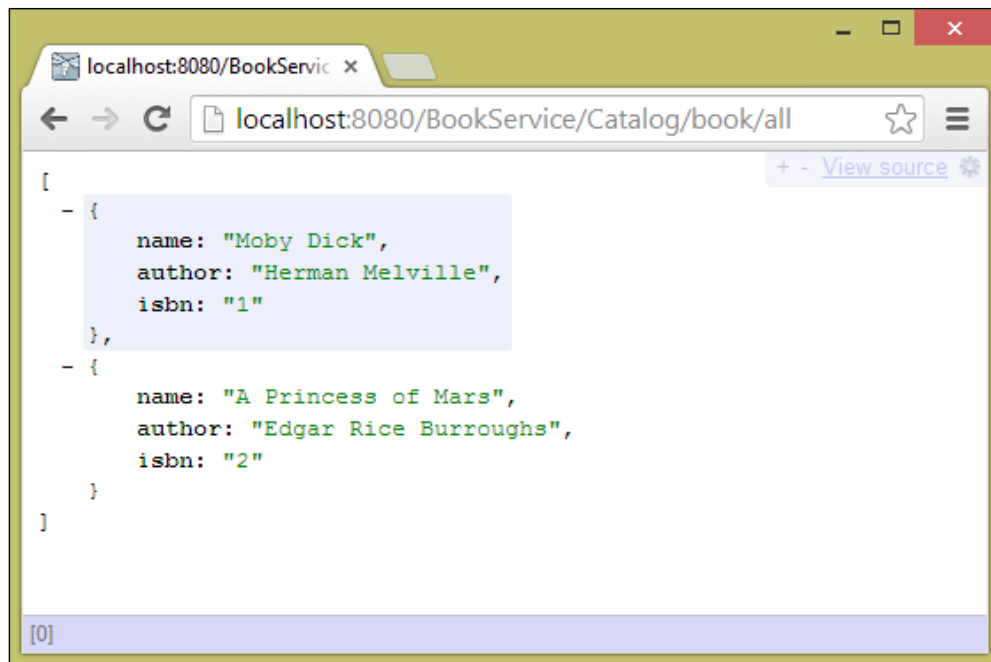 localhost:8080/BookServic
localhost:8080/BookService/Catalog/book/all
+ - View source
[
- {
name: "Moby Dick",
author: "Herman Melville",
isbn: "1"
},
- {
name: "A Princess of Mars",
author: "Edgar Rice Burroughs",
isbn: "2"
}
]
[0]